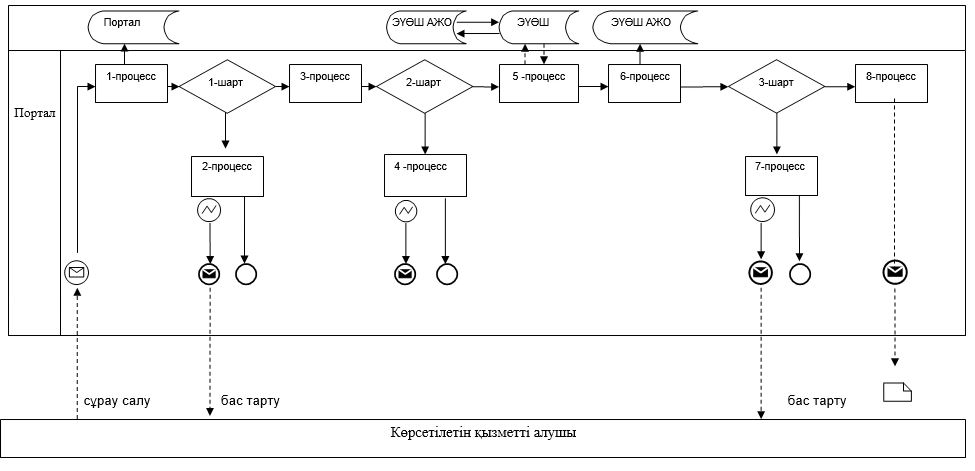 Портал
ЭҮӨШ АЖО
ЭҮӨШ
ЭҮӨШ АЖО
1-процесс
1-шарт
3-процесс
2-шарт
5 -процесс
6-процесс
3-шарт
8-процесс
Портал
2-процесс
4 -процесс
7-процесс
сұрау салу
бас тарту
бас тарту
Көрсетілетін қызметті алушы